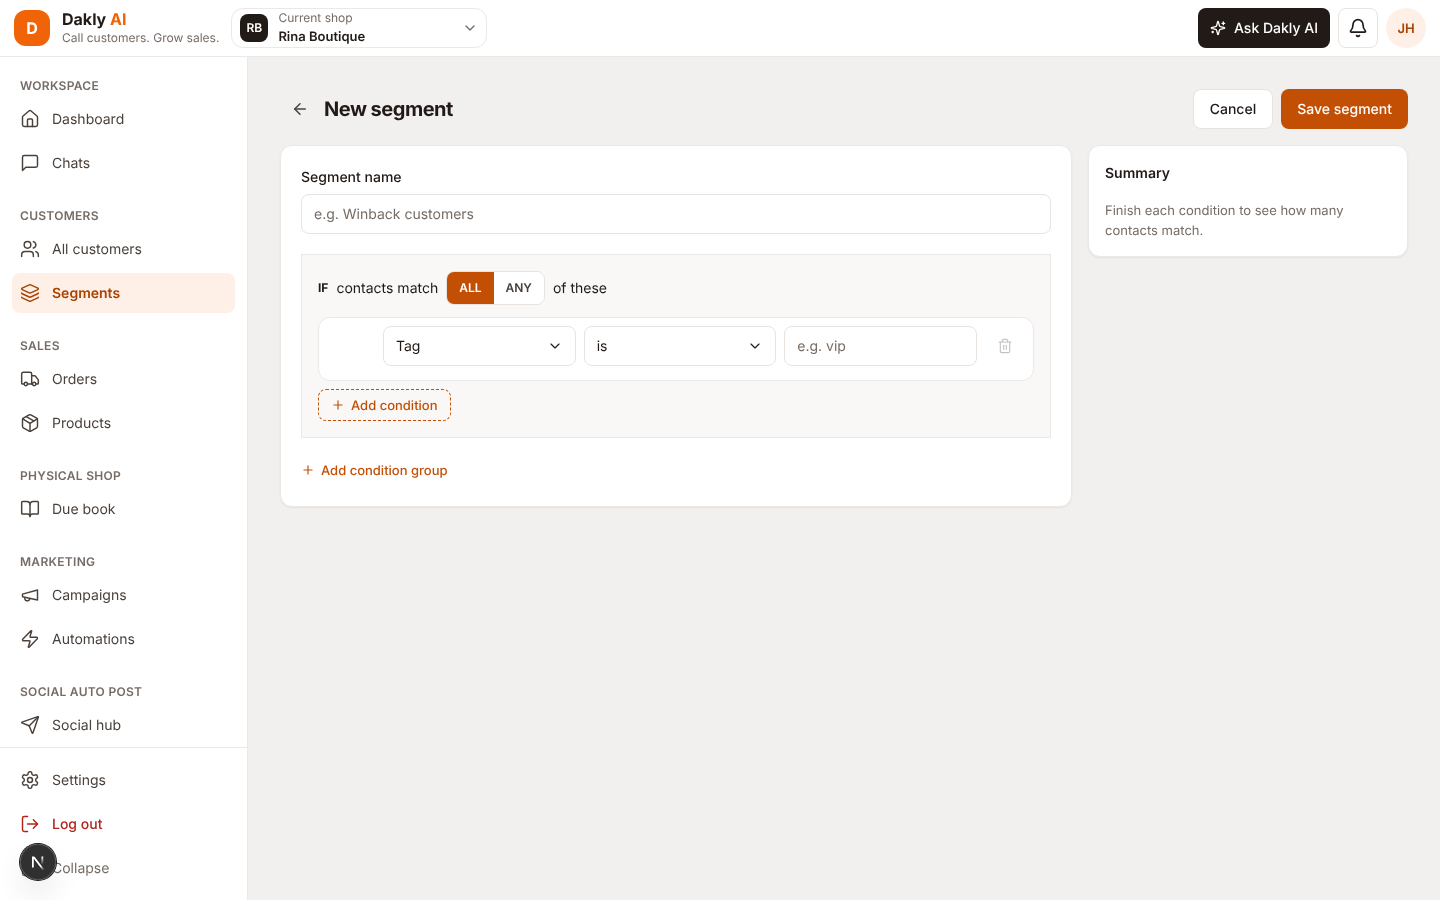 D
Dakly AI
Call customers. Grow sales.
RB
Current shop
Rina Boutique
Ask Dakly AI
JH
WORKSPACE
Dashboard
Chats
CUSTOMERS
All customers
Segments
SALES
Orders
Products
PHYSICAL SHOP
Due book
MARKETING
Campaigns
Automations
SOCIAL AUTO POST
Social hub
Settings
Log out
N
Collapse
New segment
Cancel
Save segment
Segment name
e.g. Winback customers
IF contacts match ALL ANY of these
Tag
is
e.g. vip
Add condition
Add condition group
Summary
Finish each condition to see how many
contacts match.